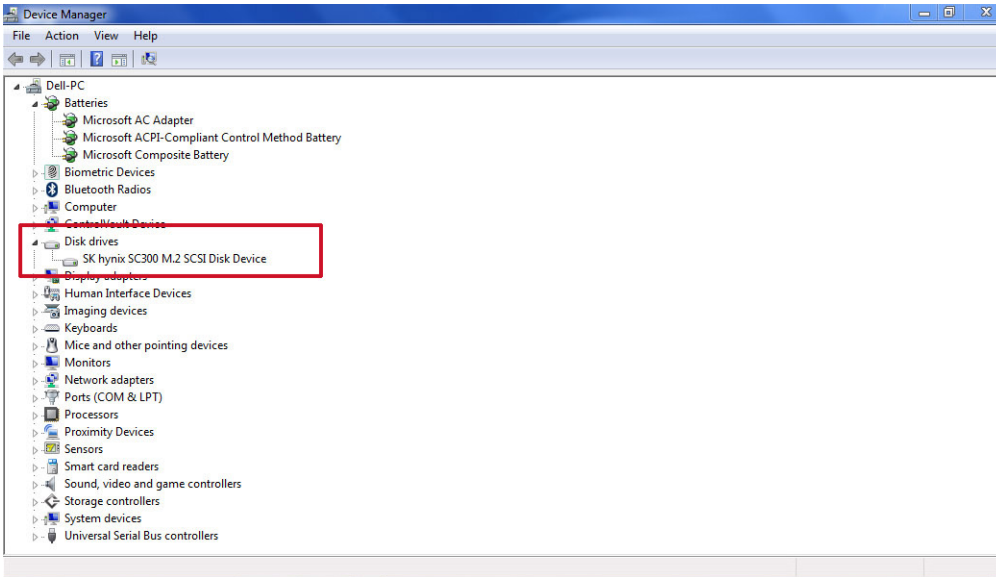 Device Manager
File Action View Help
Dell-PC
Batteries
Microsoft AC Adapter
Microsoft ACPI-Compliant Control Method Battery
Microsoft Composite Battery
Biometric Devices
Bluetooth Radios
Computer
ControlVault Device
Disk drives
SK hynix SC300 M.2 SCSI Disk Device
Display adapters
Human Interface Devices
Imaging devices
Keyboards
Mice and other pointing devices
Monitors
Network adapters
Ports (COM & LPT)
Processors
Proximity Devices
Sensors
Smart card readers
Sound, video and game controllers
Storage controllers
System devices
Universal Serial Bus controllers